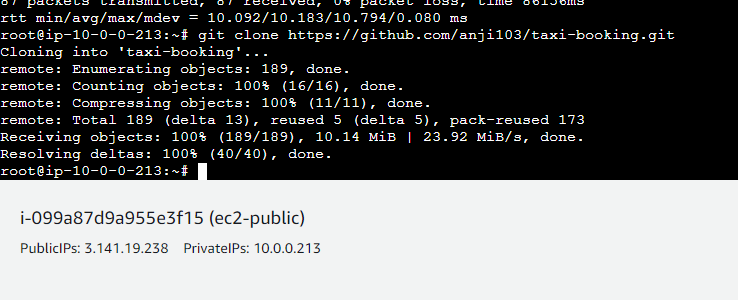 87 packets transmitted, 87 received, 0% packet loss, time 86136ms
rtt min/avg/max/mdev = 10.092/10.183/10.794/0.080 ms
root@ip-10-0-0-213:~# git clone https://github.com/anji103/taxi-booking.git
Cloning into 'taxi-booking'...
remote: Enumerating objects: 189, done.
remote: Counting objects: 100% (16/16), done.
remote: Compressing objects: 100% (11/11), done.
remote: Total 189 (delta 13), reused 5 (delta 5), pack-reused 173
Receiving objects: 100% (189/189), 10.14 MiB | 23.92 MiB/s, done.
Resolving deltas: 100% (40/40), done.
root@ip-10-0-0-213:~#
i-099a87d9a955e3f15 (ec2-public)
PublicIPs: 3.141.19.238 PrivateIPs: 10.0.0.213